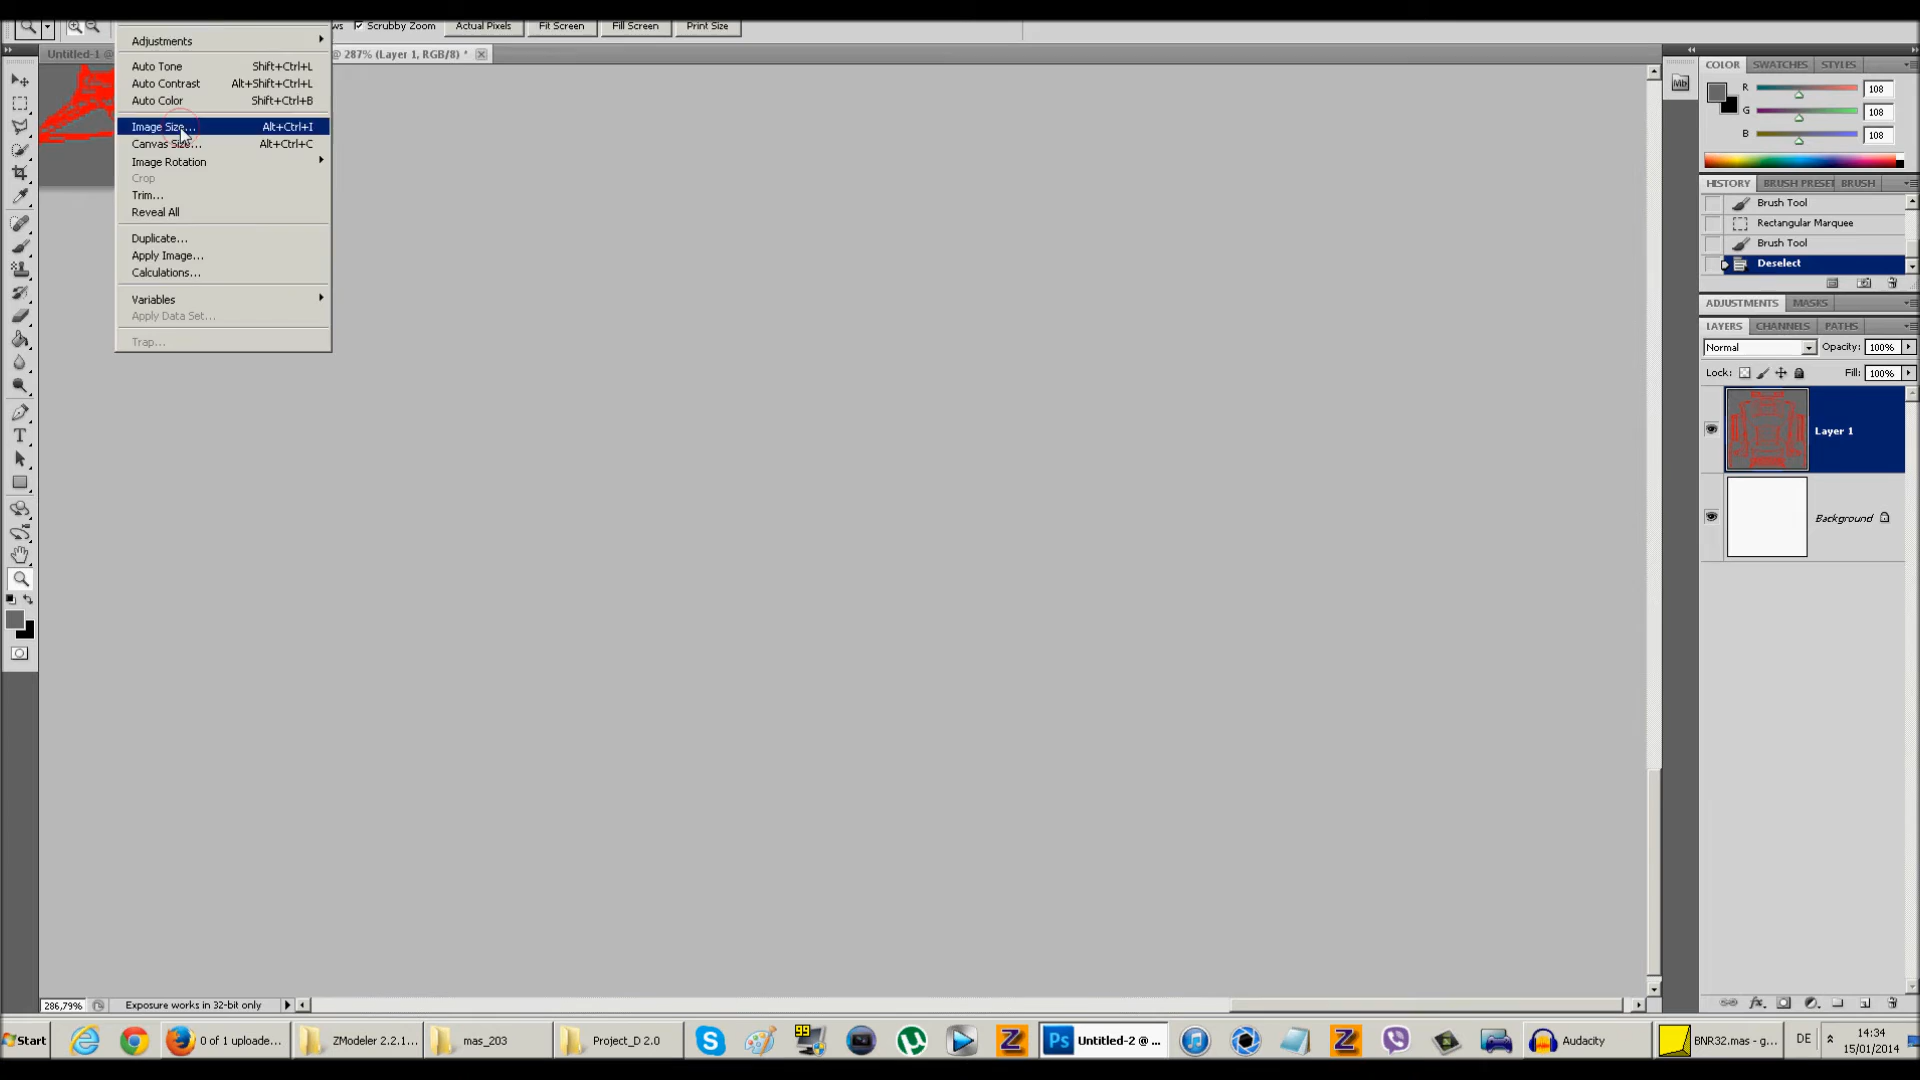 ws Scrubby Zoom Actual Pixels Fit Screen Fill Screen Print Size
Untitled-1 @ @ 287% (Layer 1, RGB/8) *
Adjustments
Auto Tone Shift+Ctrl+L
Auto Contrast Alt+Shift+Ctrl+L
Auto Color Shift+Ctrl+B
Image Size... Alt+Ctrl+I
Canvas Size... Alt+Ctrl+C
Image Rotation
Crop
Trim...
Reveal All
Duplicate...
Apply Image...
Calculations...
Variables
Apply Data Set...
Trap...
COLOR SWATCHES STYLES
R 108
G 108
B 108
HISTORY BRUSH PRESET BRUSH
Brush Tool
Rectangular Marquee
Brush Tool
Deselect
ADJUSTMENTS MASKS
LAYERS CHANNELS PATHS
Normal Opacity: 100%
Lock: Fill: 100%
Layer 1
Background
T
Mb
fx
286,79% Exposure works in 32-bit only
Start 0 of 1 uploade... ZModeler 2.2.1... mas_203 Project_D 2.0 99 Ps Untitled-2 @ ... Audacity BNR32.mas - g... DE 14:34
15/01/2014